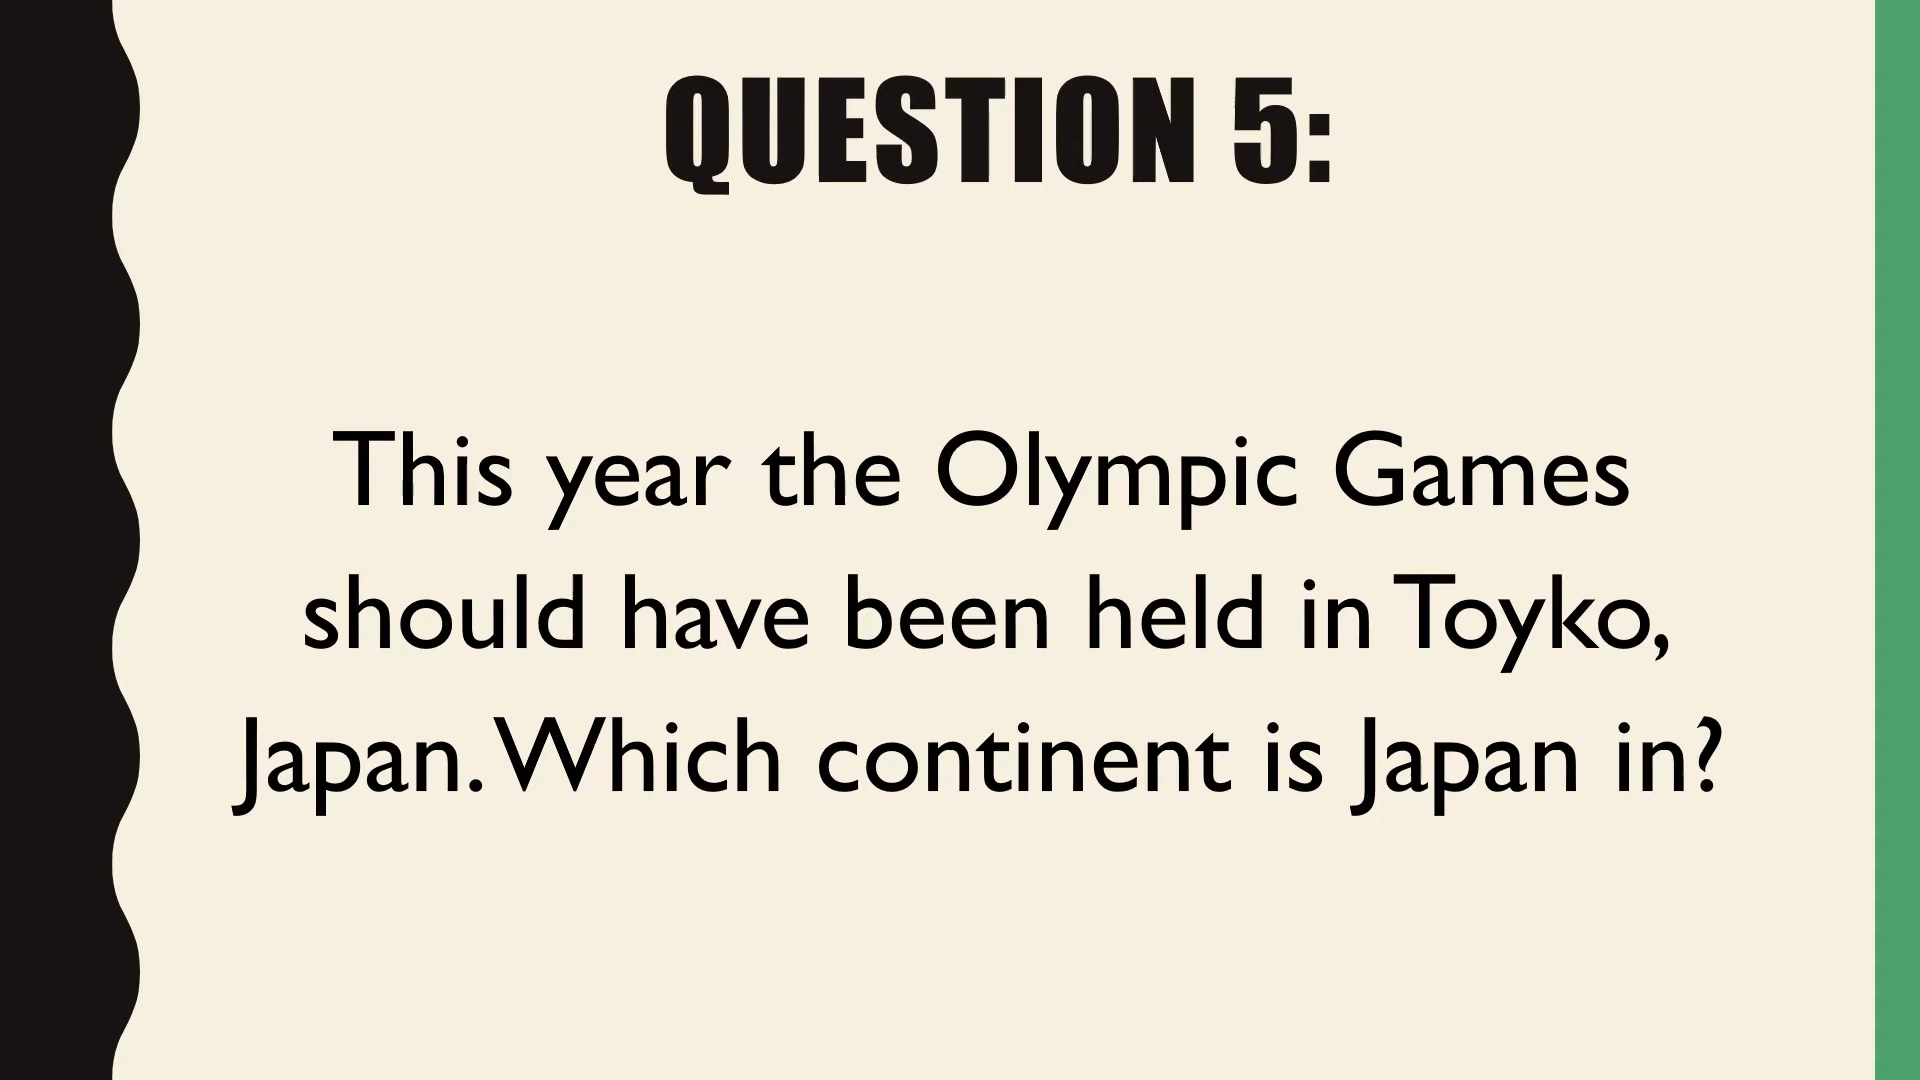 QUESTION 5:
This year the Olympic Games
should have been held in Toyko,
Japan. Which continent is Japan in?